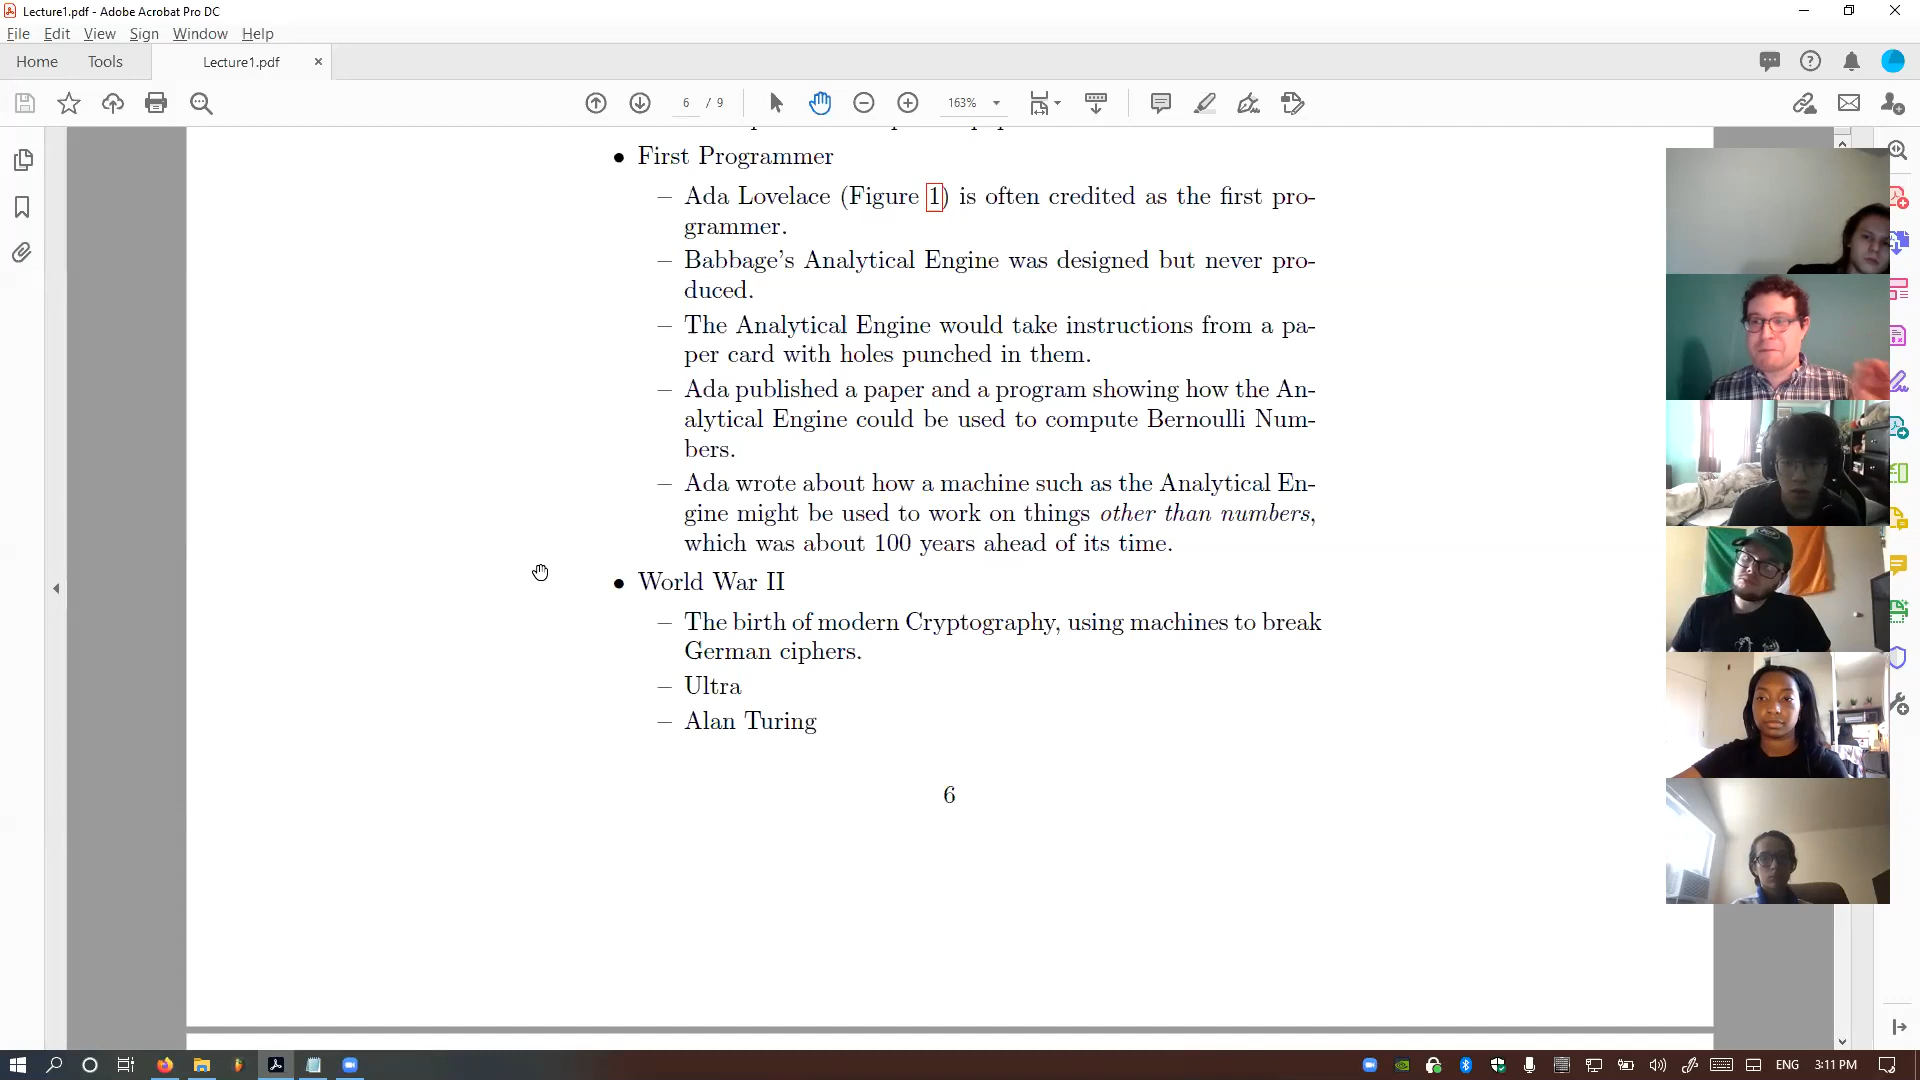 Lecture1.pdf - Adobe Acrobat Pro DC
File Edit View Sign Window Help
Home Tools Lecture1.pdf
6 / 9 163%
• First Programmer
– Ada Lovelace (Figure 1) is often credited as the first pro-
grammer.
– Babbage's Analytical Engine was designed but never pro-
duced.
– The Analytical Engine would take instructions from a pa-
per card with holes punched in them.
– Ada published a paper and a program showing how the An-
alytical Engine could be used to compute Bernoulli Num-
bers.
– Ada wrote about how a machine such as the Analytical En-
gine might be used to work on things other than numbers,
which was about 100 years ahead of its time.
• World War II
– The birth of modern Cryptography, using machines to break
German ciphers.
– Ultra
– Alan Turing
6
ENG 3:11 PM